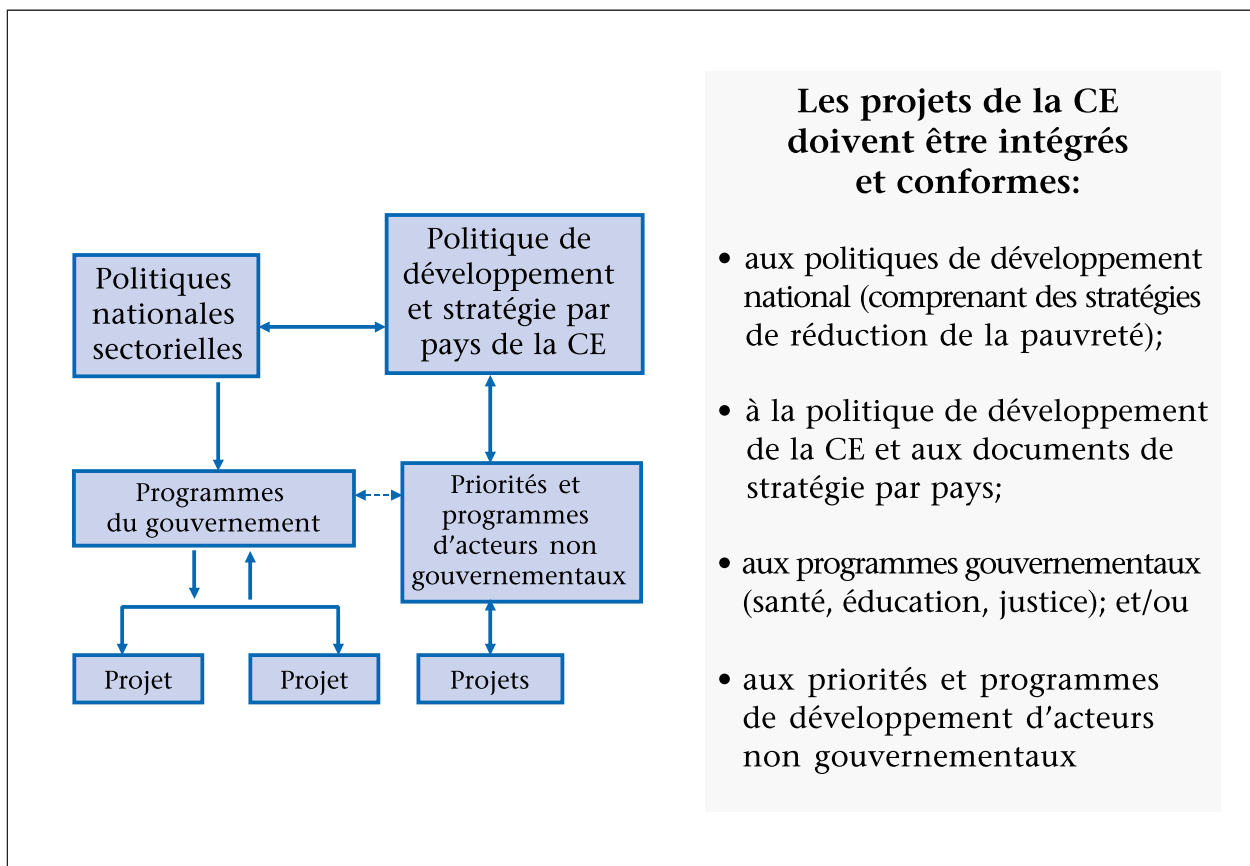 Politiques
nationales
sectorielles
Politique de
développement
et stratégie par
pays de la CE
Programmes
du gouvernement
Priorités et
programmes
d’acteurs non
gouvernementaux
Projet
Projet
Projets
Les projets de la CE
doivent être intégrés
et conformes:
• aux politiques de développement
national (comprenant des stratégies
de réduction de la pauvreté);
• à la politique de développement
de la CE et aux documents de
stratégie par pays;
• aux programmes gouvernementaux
(santé, éducation, justice); et/ou
• aux priorités et programmes
de développement d’acteurs
non gouvernementaux